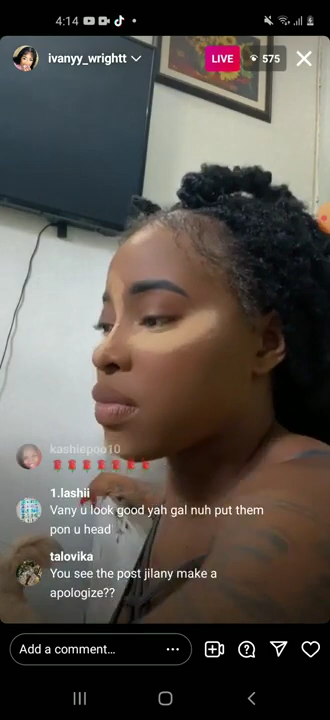 4:14
ivanyy_wrightt
LIVE
575
kashiepop10
1.lashii
Vany u look good yah gal nuh put them
pon u head
talovika
You see the post jilany make a
apologize??
Add a comment...